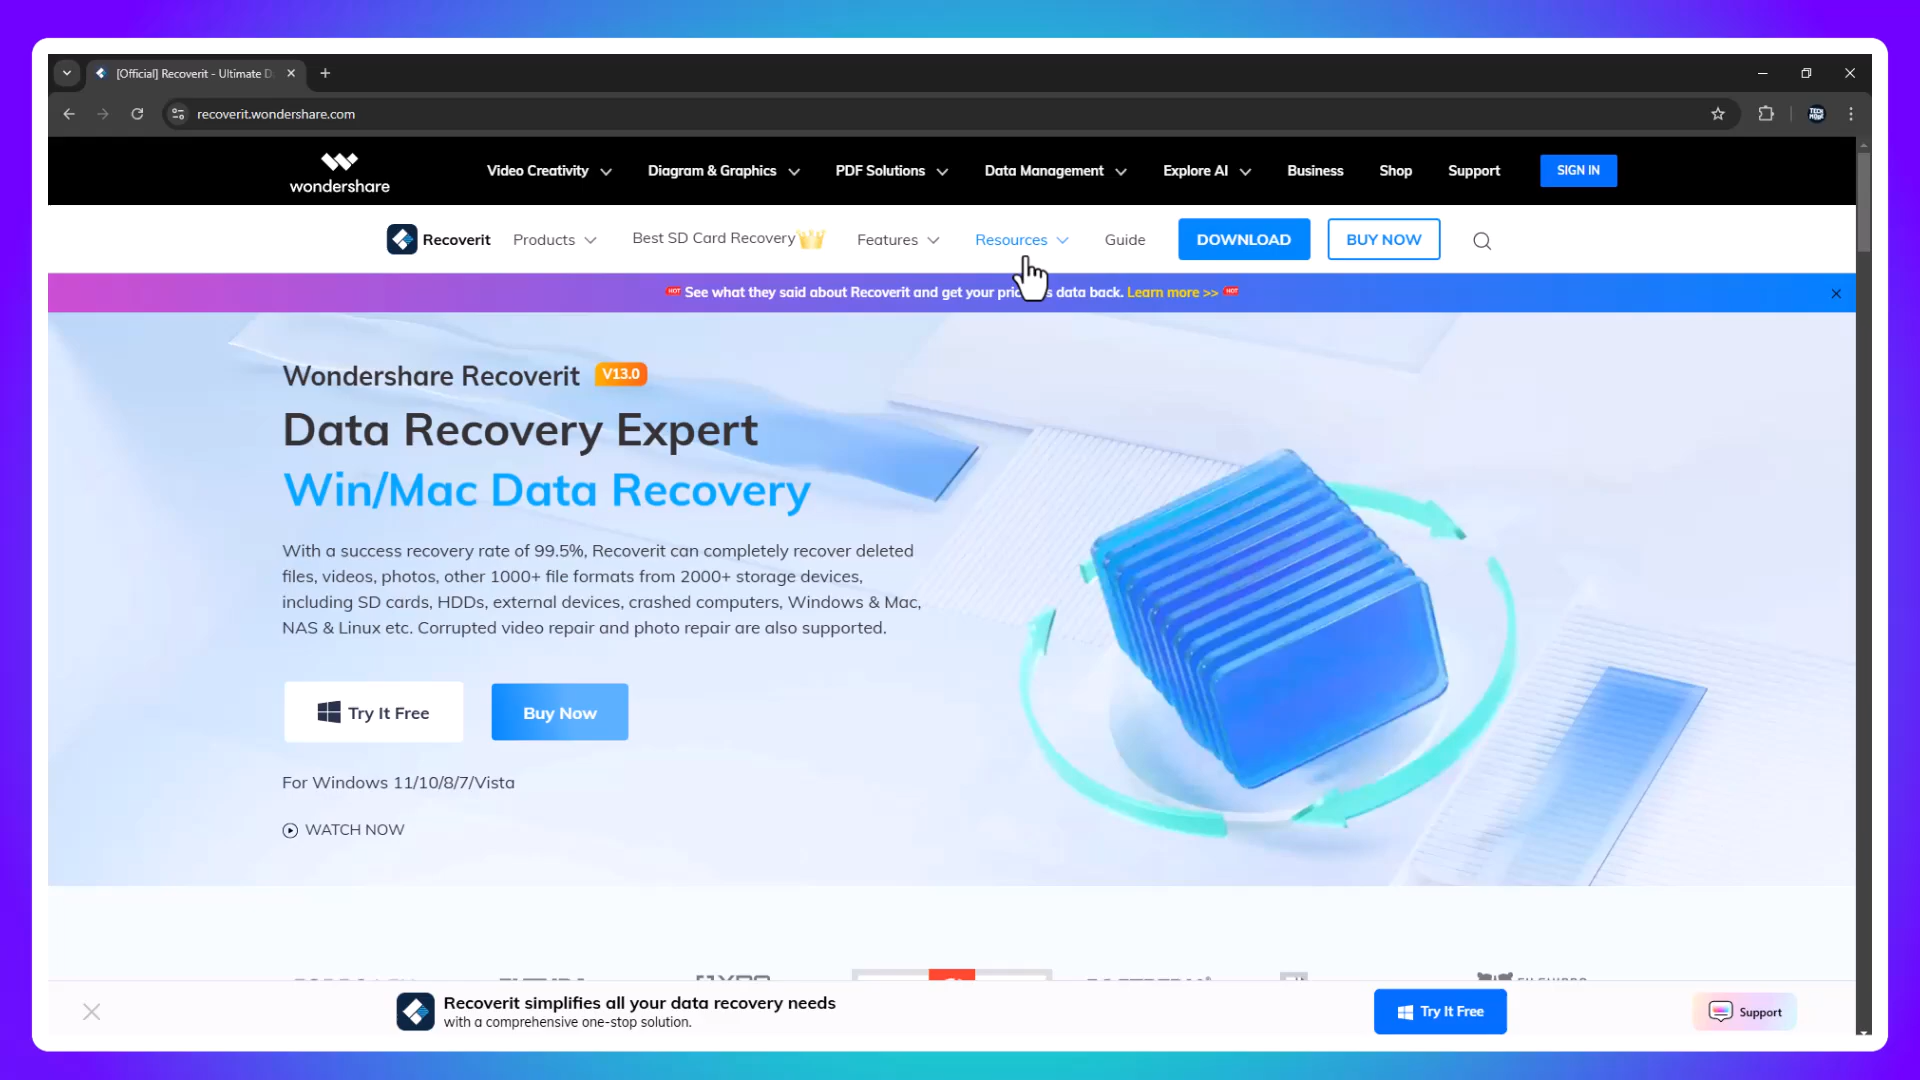 [Official] Recoverit - Ultimate D
recoverit.wondershare.com
TECH
wondershare
Video Creativity
Diagram & Graphics
PDF Solutions
Data Management
Explore AI
Business
Shop
Support
SIGN IN
Recoverit
Products
Best SD Card Recovery
Features
Resources
Guide
DOWNLOAD
BUY NOW
HOT See what they said about Recoverit and get your data back. Learn more >> HOT
Wondershare Recoverit V13.0
Data Recovery Expert
Win/Mac Data Recovery
With a success recovery rate of 99.5%, Recoverit can completely recover deleted
files, videos, photos, other 1000+ file formats from 2000+ storage devices,
including SD cards, HDDs, external devices, crashed computers, Windows & Mac,
NAS & Linux etc. Corrupted video repair and photo repair are also supported.
Try It Free
Buy Now
For Windows 11/10/8/7/Vista
WATCH NOW
Recoverit simplifies all your data recovery needs
with a comprehensive one-stop solution.
Try It Free
Support